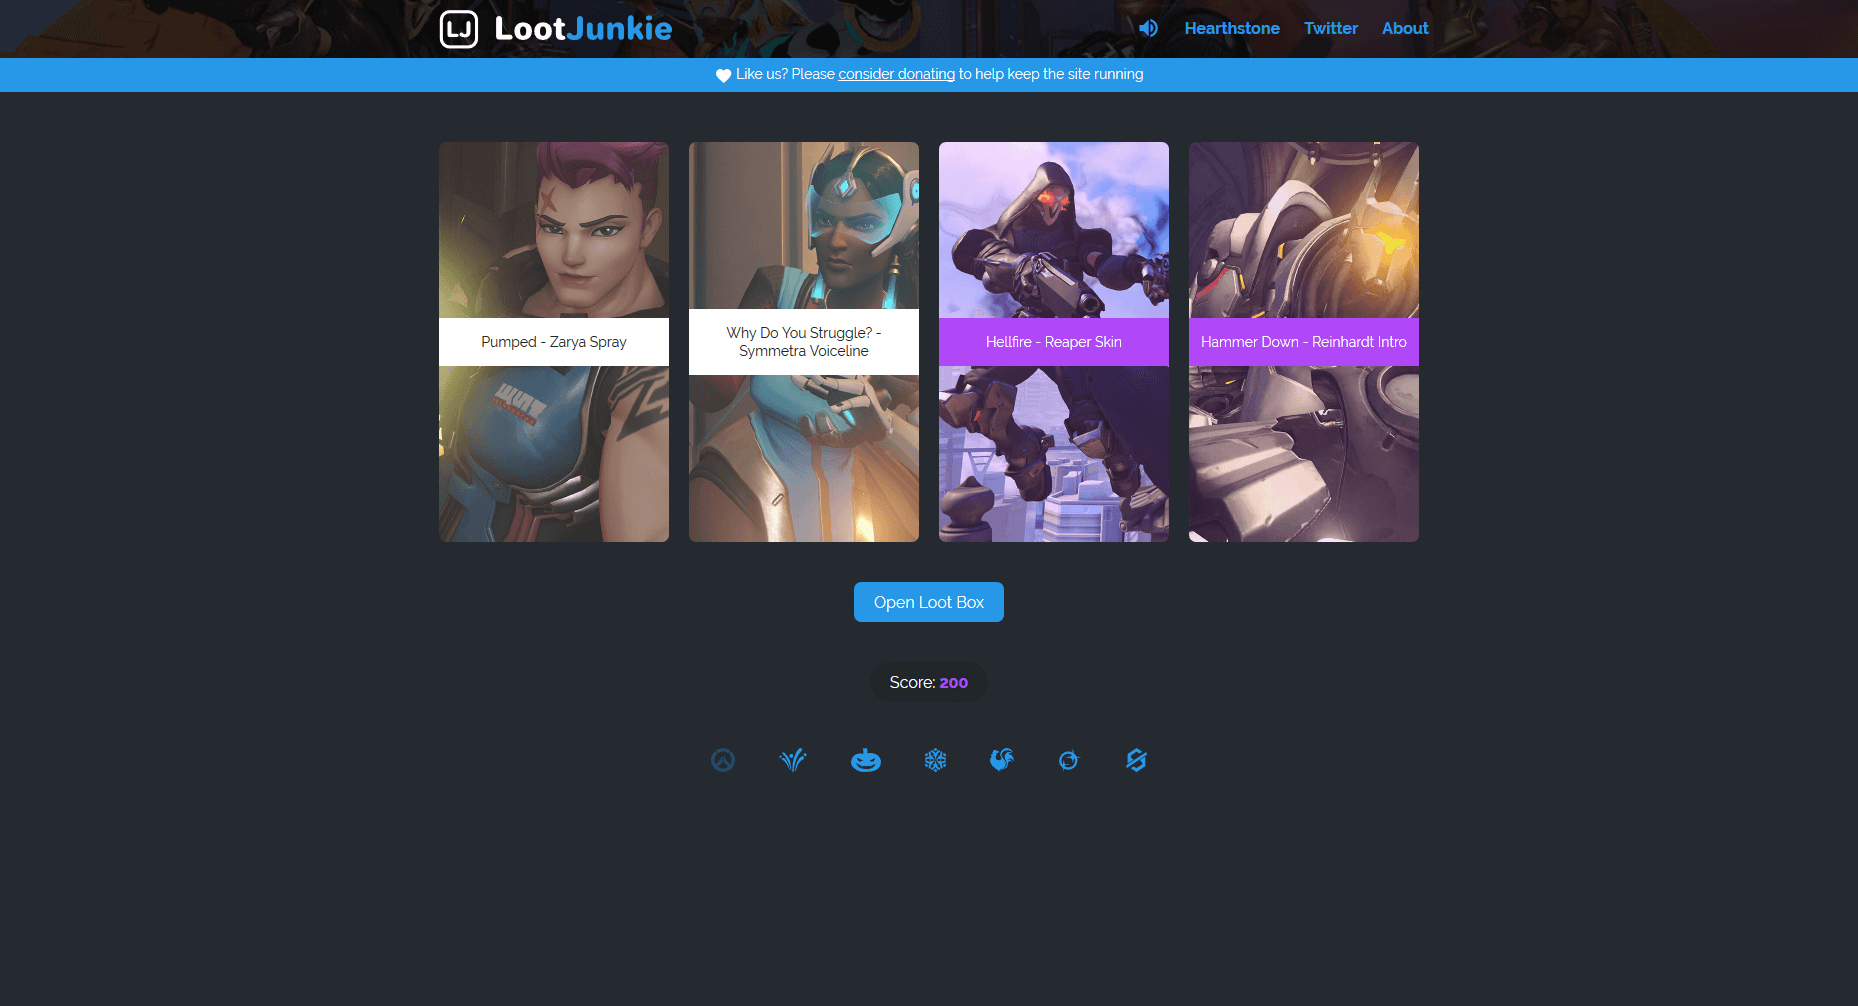 LJ LootJunkie
Hearthstone Twitter About
Like us? Please consider donating to help keep the site running
Pumped - Zarya Spray
Why Do You Struggle? -
Symmetra Voiceline
Hellfire - Reaper Skin
Hammer Down - Reinhardt Intro
Open Loot Box
Score: 200